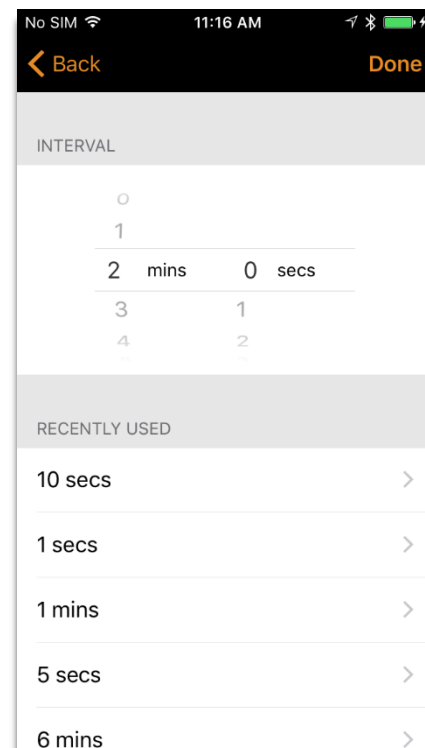 No SIM 11:16 AM
Back Done
INTERVAL
0
1
2 mins 0 secs
3 1
4 2
RECENTLY USED
10 secs
1 secs
1 mins
5 secs
6 mins